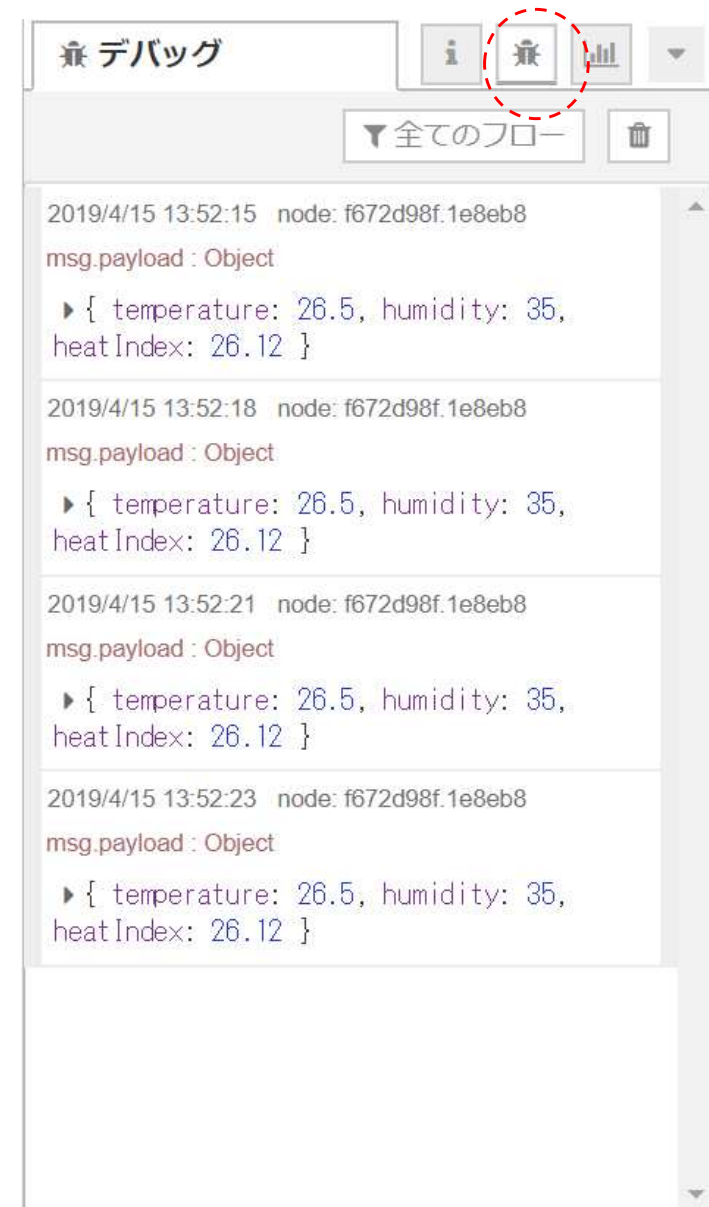 デバッグ
i
全てのフロー
2019/4/15 13:52:15 node: f672d98f.1e8eb8
msg.payload : Object
{ temperature: 26.5, humidity: 35,
heatIndex: 26.12 }
2019/4/15 13:52:18 node: f672d98f.1e8eb8
msg.payload : Object
{ temperature: 26.5, humidity: 35,
heatIndex: 26.12 }
2019/4/15 13:52:21 node: f672d98f.1e8eb8
msg.payload : Object
{ temperature: 26.5, humidity: 35,
heatIndex: 26.12 }
2019/4/15 13:52:23 node: f672d98f.1e8eb8
msg.payload : Object
{ temperature: 26.5, humidity: 35,
heatIndex: 26.12 }